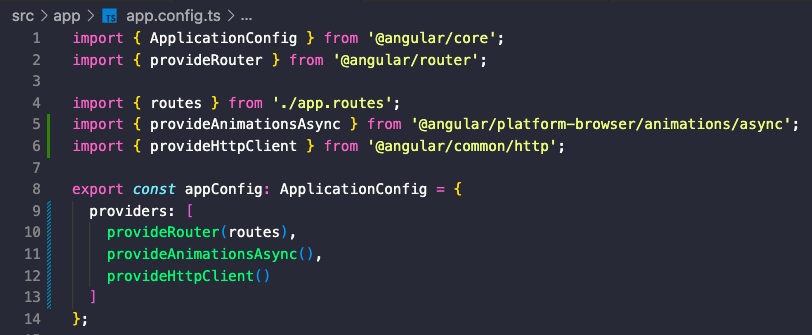 src > app > TS app.config.ts > ...
1 import { ApplicationConfig } from '@angular/core';
2 import { provideRouter } from '@angular/router';
3
4 import { routes } from './app.routes';
5 import { provideAnimationsAsync } from '@angular/platform-browser/animations/async';
6 import { provideHttpClient } from '@angular/common/http';
7
8 export const appConfig: ApplicationConfig = {
9   providers: [
10     provideRouter(routes),
11     provideAnimationsAsync(),
12     provideHttpClient()
13   ]
14 };